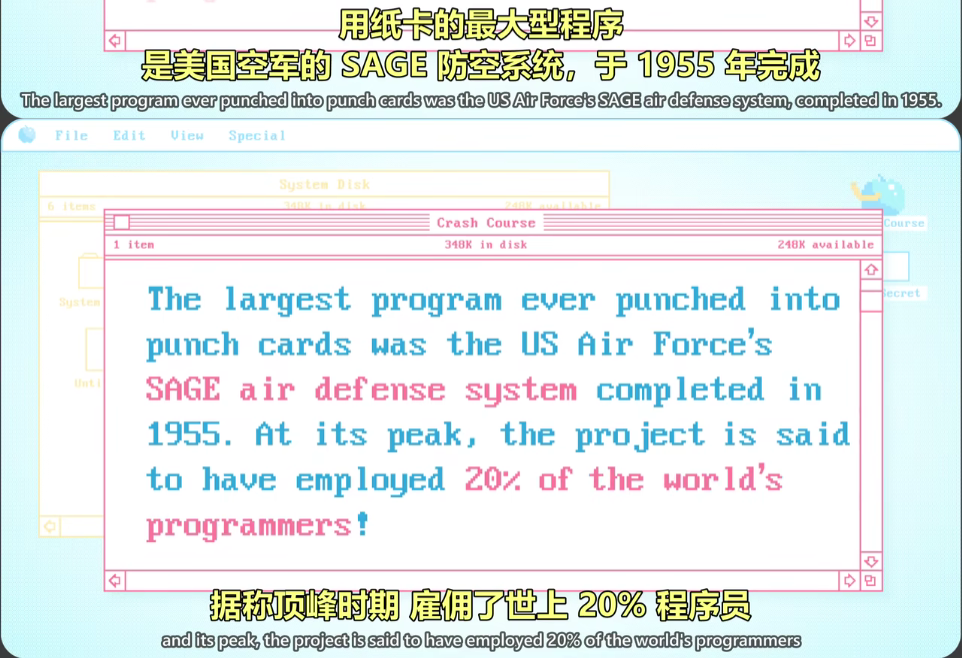 用纸卡的最大型程序
是美国空军的 SAGE 防空系统，于 1955 年完成
The largest program ever punched into punch cards was the US Air Force's SAGE air defense system, completed in 1955.
File Edit View Special
System Disk
6 items 348K in disk 248K available
Crash Course
Course
1 item 348K in disk 248K available
System
Secret
The largest program ever punched into
punch cards was the US Air Force's
SAGE air defense system completed in
1955. At its peak, the project is said
to have employed 20% of the world's
programmers!
据称顶峰时期 雇佣了世上 20% 程序员
and its peak, the project is said to have employed 20% of the world's programmers